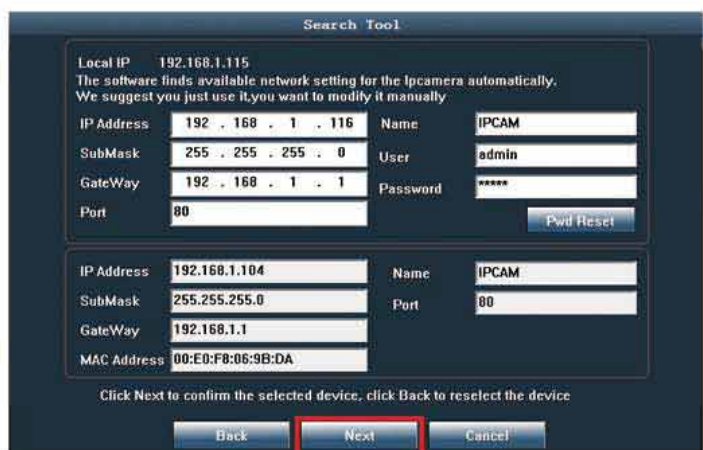 Search Tool
Local IP 192.168.1.115
The software finds available network setting for the Ipcamera automatically.
We suggest you just use it,you want to modify it manually
IP Address 192 . 168 . 1 . 116 Name IPCAM
SubMask 255 . 255 . 255 . 0 User admin
GateWay 192 . 168 . 1 . 1 Password *****
Port 80
Pwd Reset
IP Address 192.168.1.104 Name IPCAM
SubMask 255.255.255.0 Port 80
GateWay 192.168.1.1
MAC Address 00:E0:F8:06:9B:DA
Click Next to confirm the selected device, click Back to reselect the device
Back Next Cancel